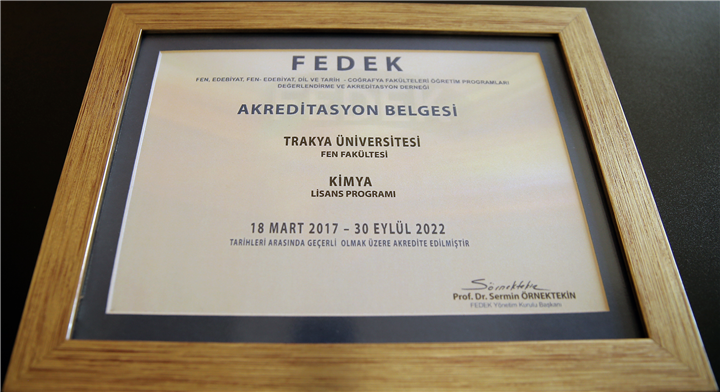 FEDEK
FEN, EDEBİYAT, FEN- EDEBİYAT, DİL VE TARİH - COĞRAFYA FAKÜLTELERİ ÖĞRETİM PROGRAMLARI
DEĞERLENDİRME VE AKREDİTASYON DERNEĞİ
AKREDİTASYON BELGESİ
TRAKYA ÜNİVERSİTESİ
FEN FAKÜLTESİ
KİMYA
LİSANS PROGRAMI
18 MART 2017 – 30 EYLÜL 2022
TARİHLERİ ARASINDA GEÇERLİ OLMAK ÜZERE AKREDİTE EDİLMİŞTİR
Sörnektekin
Prof. Dr. Sermin ÖRNEKTEKİN
FEDEK Yönetim Kurulu Başkanı